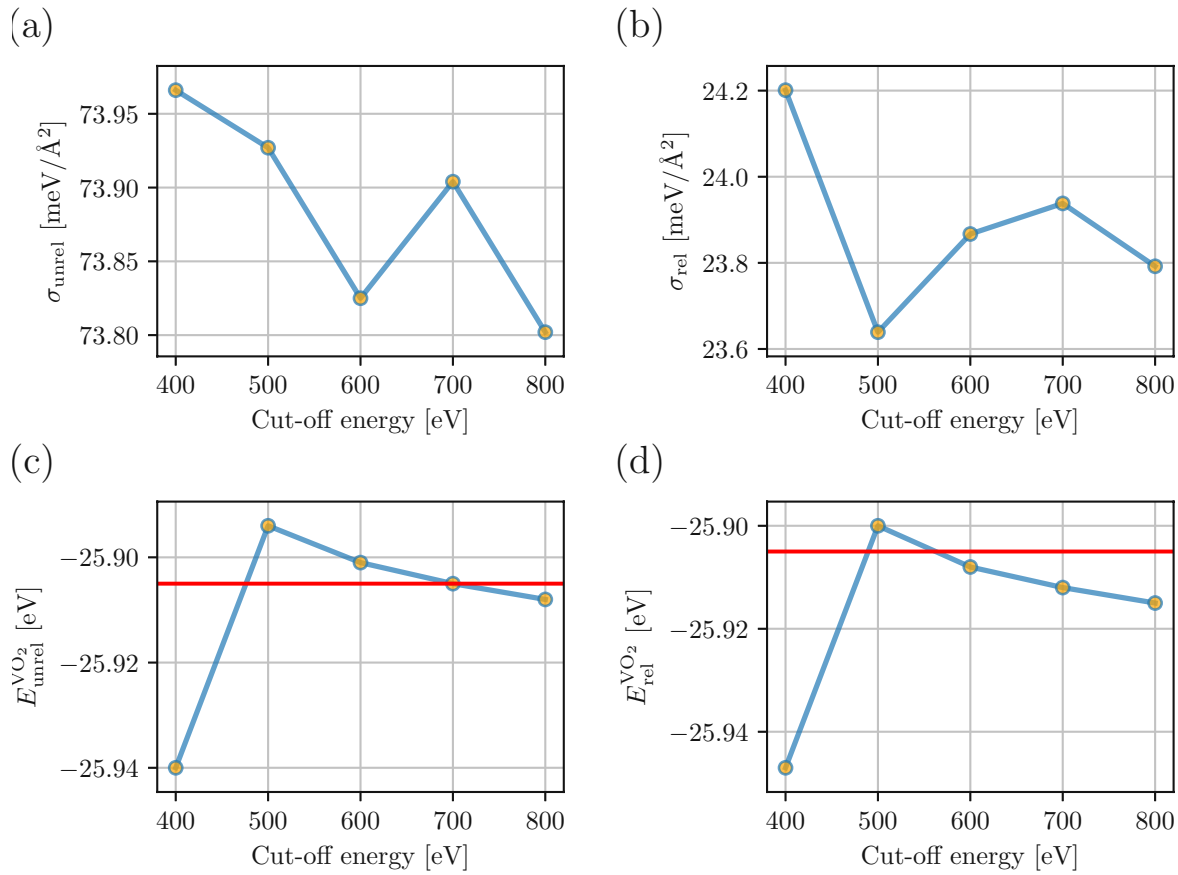 (a)
σunrel [meV/Å²]
73.95
73.90
73.85
73.80
400 500 600 700 800
Cut-off energy [eV]
(b)
σrel [meV/Å²]
24.2
24.0
23.8
23.6
400 500 600 700 800
Cut-off energy [eV]
(c)
E^VO₂_unrel [eV]
−25.90
−25.92
−25.94
400 500 600 700 800
Cut-off energy [eV]
(d)
E^VO₂_rel [eV]
−25.90
−25.92
−25.94
400 500 600 700 800
Cut-off energy [eV]